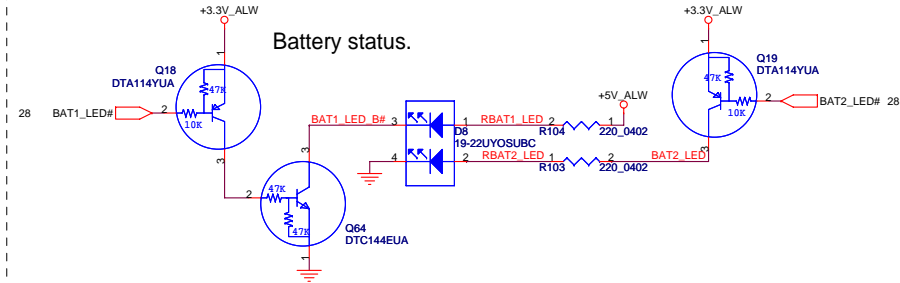 +3.3V_ALW
+3.3V_ALW
Battery status.
1
1
Q18
DTA114YUA
Q19
DTA114YUA
47K
47K
+5V_ALW
28
BAT1_LED#
2
10K
10K
2
BAT2_LED# 28
BAT1_LED_B#
3
1
RBAT1_LED
2
1
D8
R104
220_0402
19-22UYOSUBC
3
3
3
4
2
RBAT2_LED
2
1
BAT2_LED
R103
220_0402
2
47K
47K
Q64
DTC144EUA
1